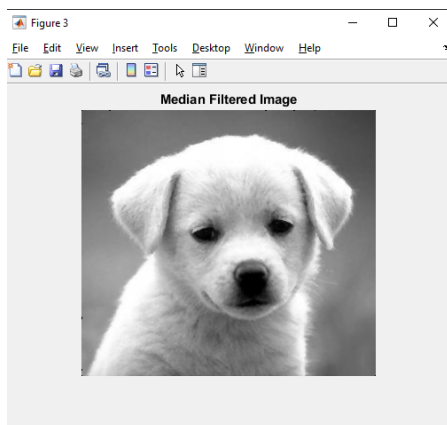 Figure 3
File Edit View Insert Tools Desktop Window Help
Median Filtered Image